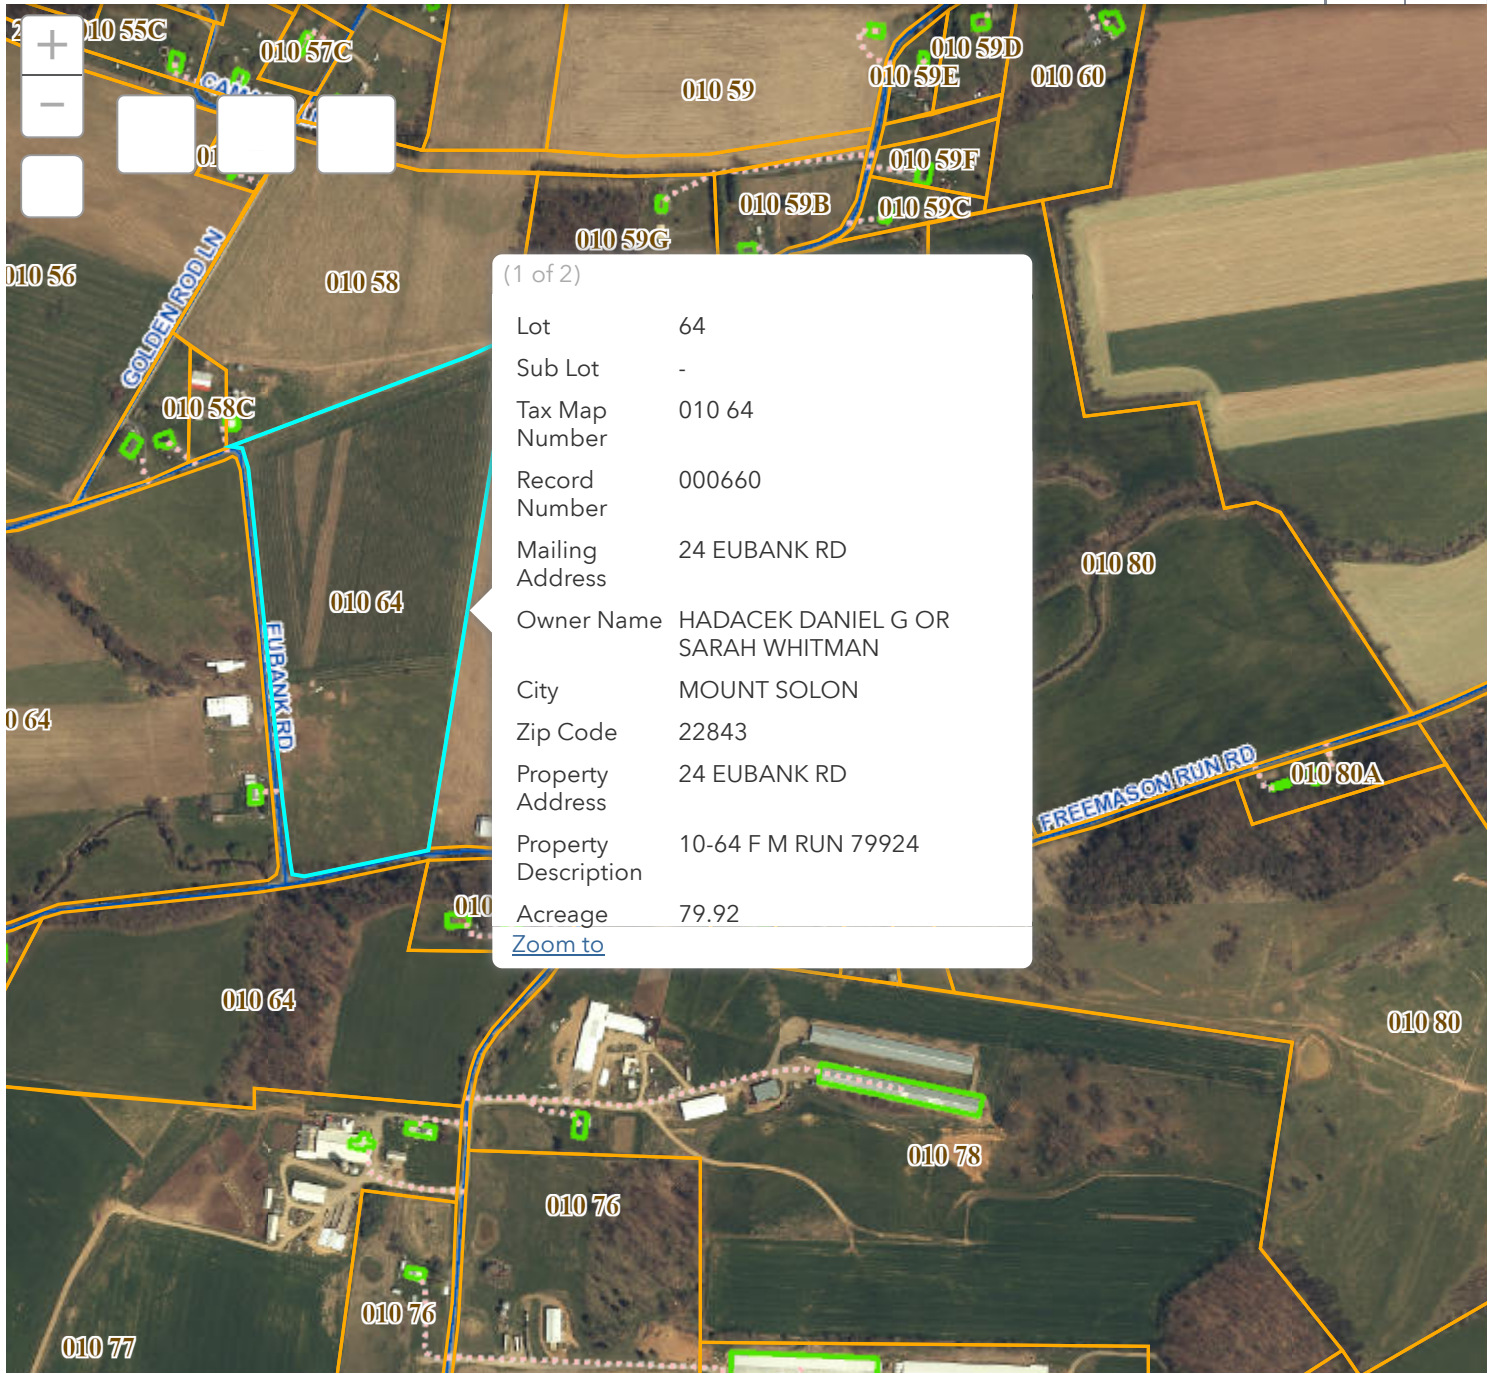 010 55C
010 57C
010 59D
010 59E
010 60
010 59
010 59F
010 59B
010 59C
010 59G
010 56
010 58
GOLDEN ROD LN
010 58C
(1 of 2)
Lot 64
Sub Lot -
Tax Map Number 010 64
Record Number 000660
Mailing Address 24 EUBANK RD
Owner Name HADACEK DANIEL G OR SARAH WHITMAN
City MOUNT SOLON
Zip Code 22843
Property Address 24 EUBANK RD
Property Description 10-64 F M RUN 79924
Acreage 79.92
Zoom to
010 64
EUBANK RD
0 64
010 80
FREEMASON RUN RD
010 80A
010
010 64
010 80
010 78
010 76
010 76
010 77